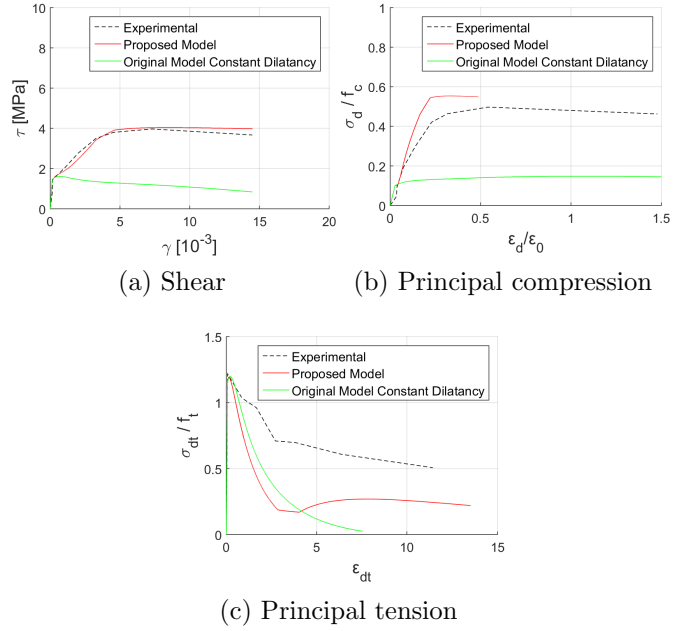 10
8
6
4
2
0
τ [MPa]
Experimental
Proposed Model
Original Model Constant Dilatancy
0 5 10 15 20
γ [10-3]
(a) Shear
1
0.8
0.6
0.4
0.2
0
σd / fc
Experimental
Proposed Model
Original Model Constant Dilatancy
0 0.5 1 1.5
εd/ε0
(b) Principal compression
1.5
1
0.5
0
σdt / ft
Experimental
Proposed Model
Original Model Constant Dilatancy
0 5 10 15
εdt
(c) Principal tension